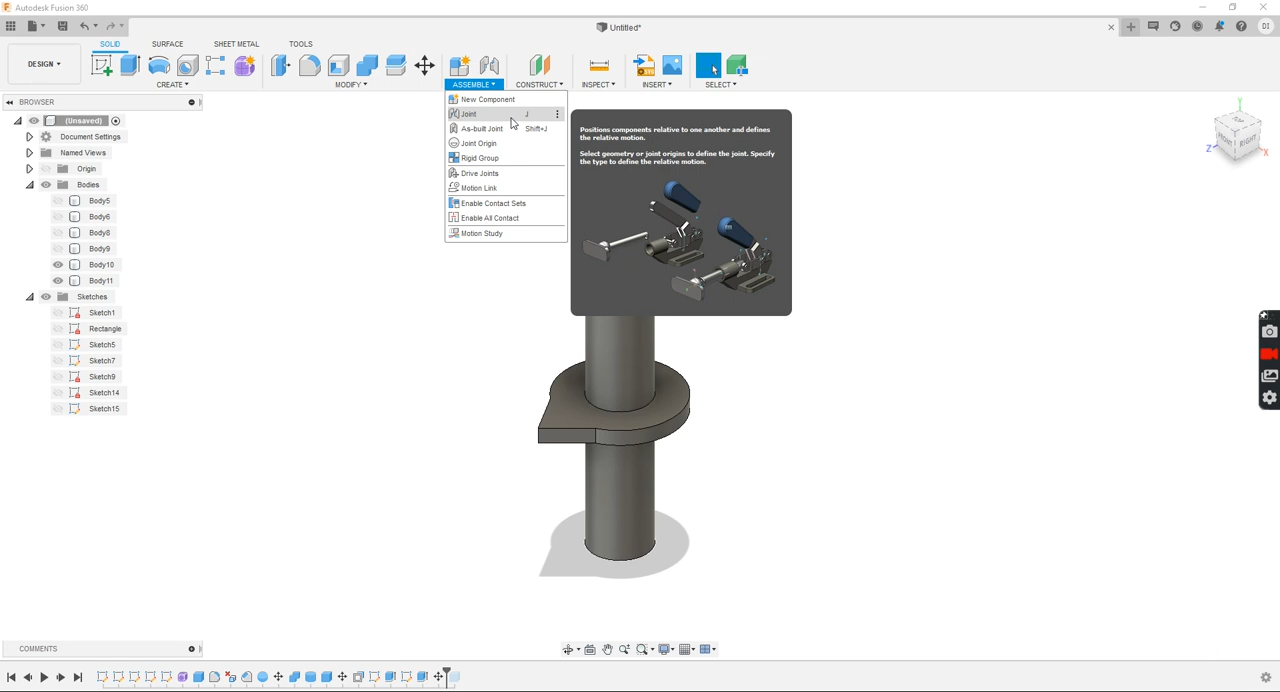 Autodesk Fusion 360
Untitled*
DI
DESIGN
SOLID
SURFACE
SHEET METAL
TOOLS
CREATE
MODIFY
ASSEMBLE
CONSTRUCT
INSPECT
INSERT
SELECT
BROWSER
(Unsaved)
Document Settings
Named Views
Origin
Bodies
Body5
Body6
Body8
Body9
Body10
Body11
Sketches
Sketch1
Rectangle
Sketch5
Sketch7
Sketch9
Sketch14
Sketch15
New Component
Joint J
As-built Joint Shift+J
Joint Origin
Rigid Group
Drive Joints
Motion Link
Enable Contact Sets
Enable All Contact
Motion Study
Positions components relative to one another and defines
the relative motion.
Select geometry or joint origins to define the joint. Specify
the type to define the relative motion.
Y
FRONT
RIGHT
Z
X
COMMENTS